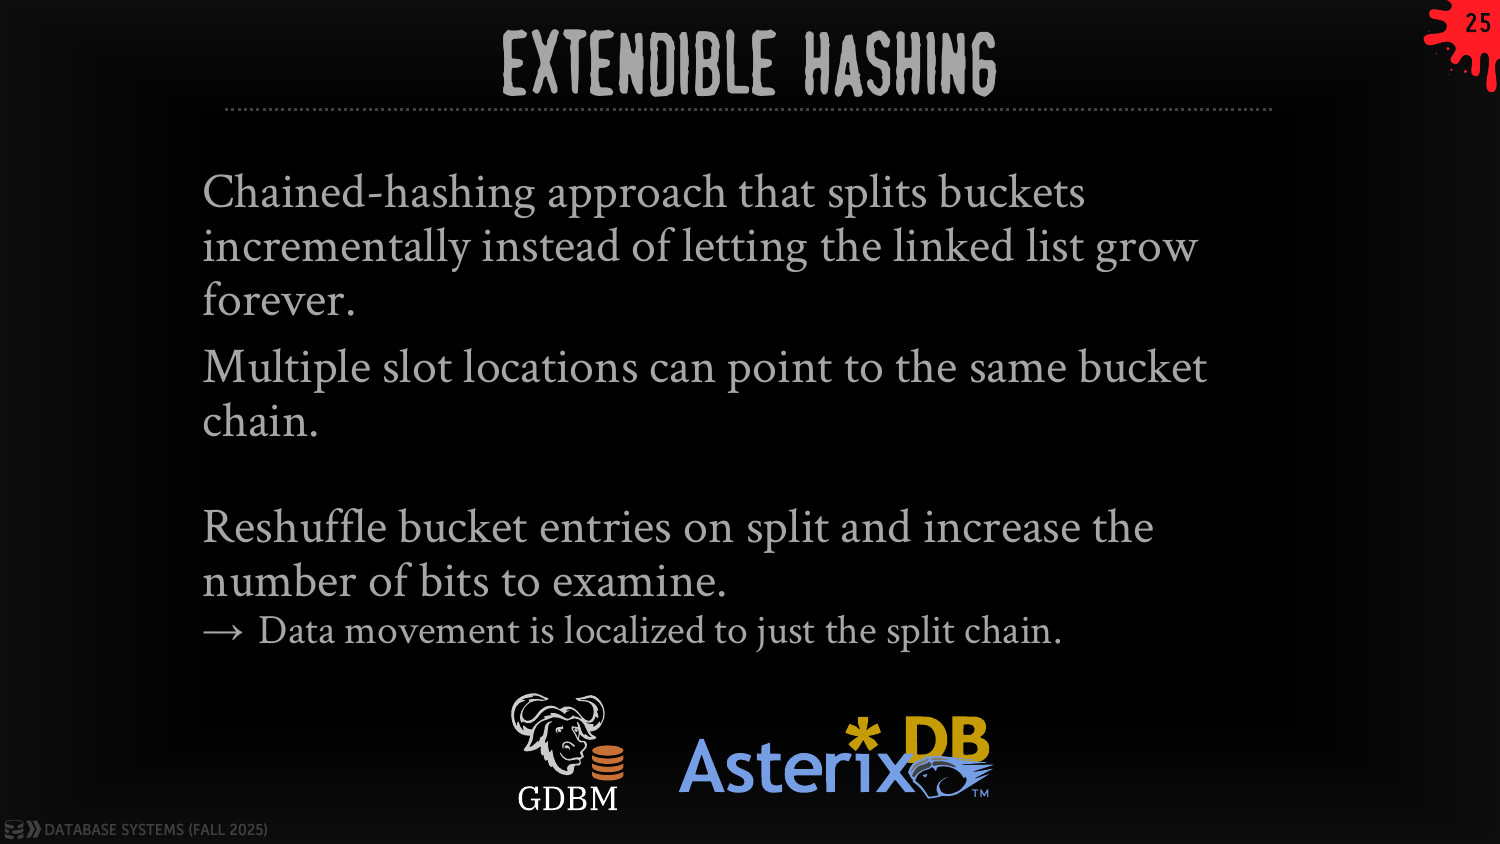 25
EXTENDIBLE HASHING
Chained-hashing approach that splits buckets
incrementally instead of letting the linked list grow
forever.
Multiple slot locations can point to the same bucket
chain.
Reshuffle bucket entries on split and increase the
number of bits to examine.
→ Data movement is localized to just the split chain.
GDBM
Asterix*DB TM
DATABASE SYSTEMS (FALL 2025)